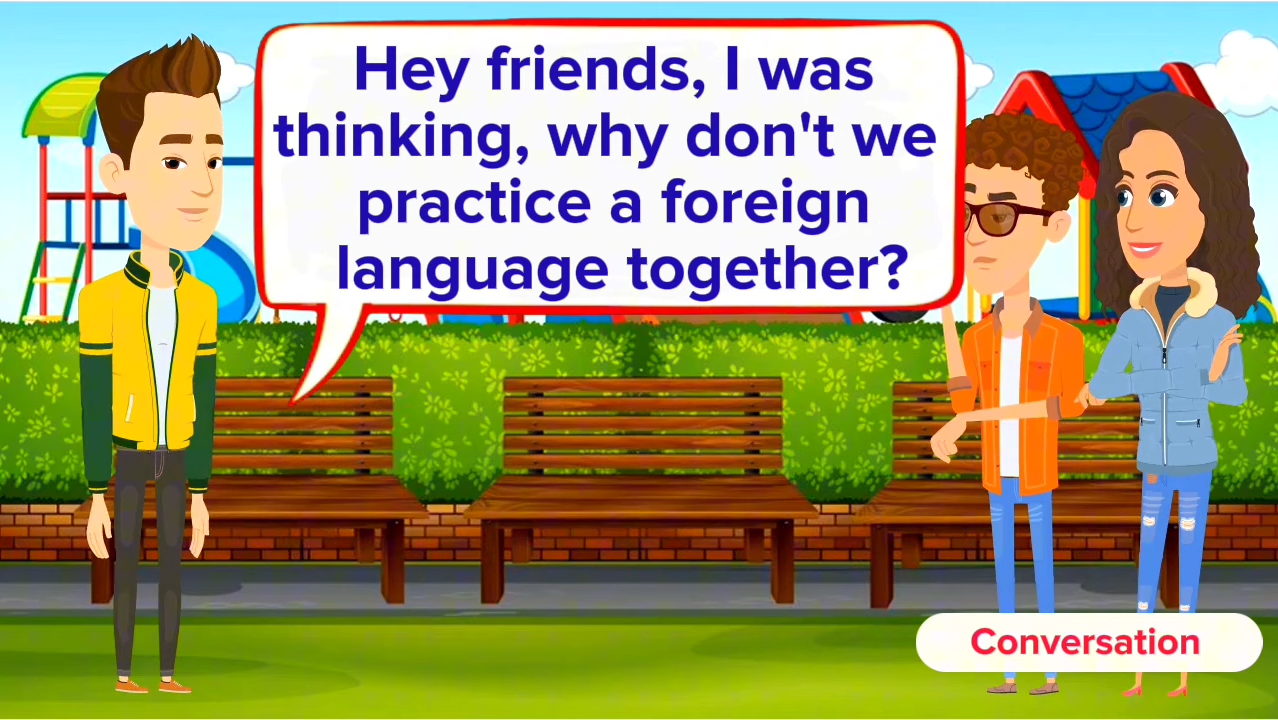 Hey friends, I was
thinking, why don't we
practice a foreign
language together?
Conversation